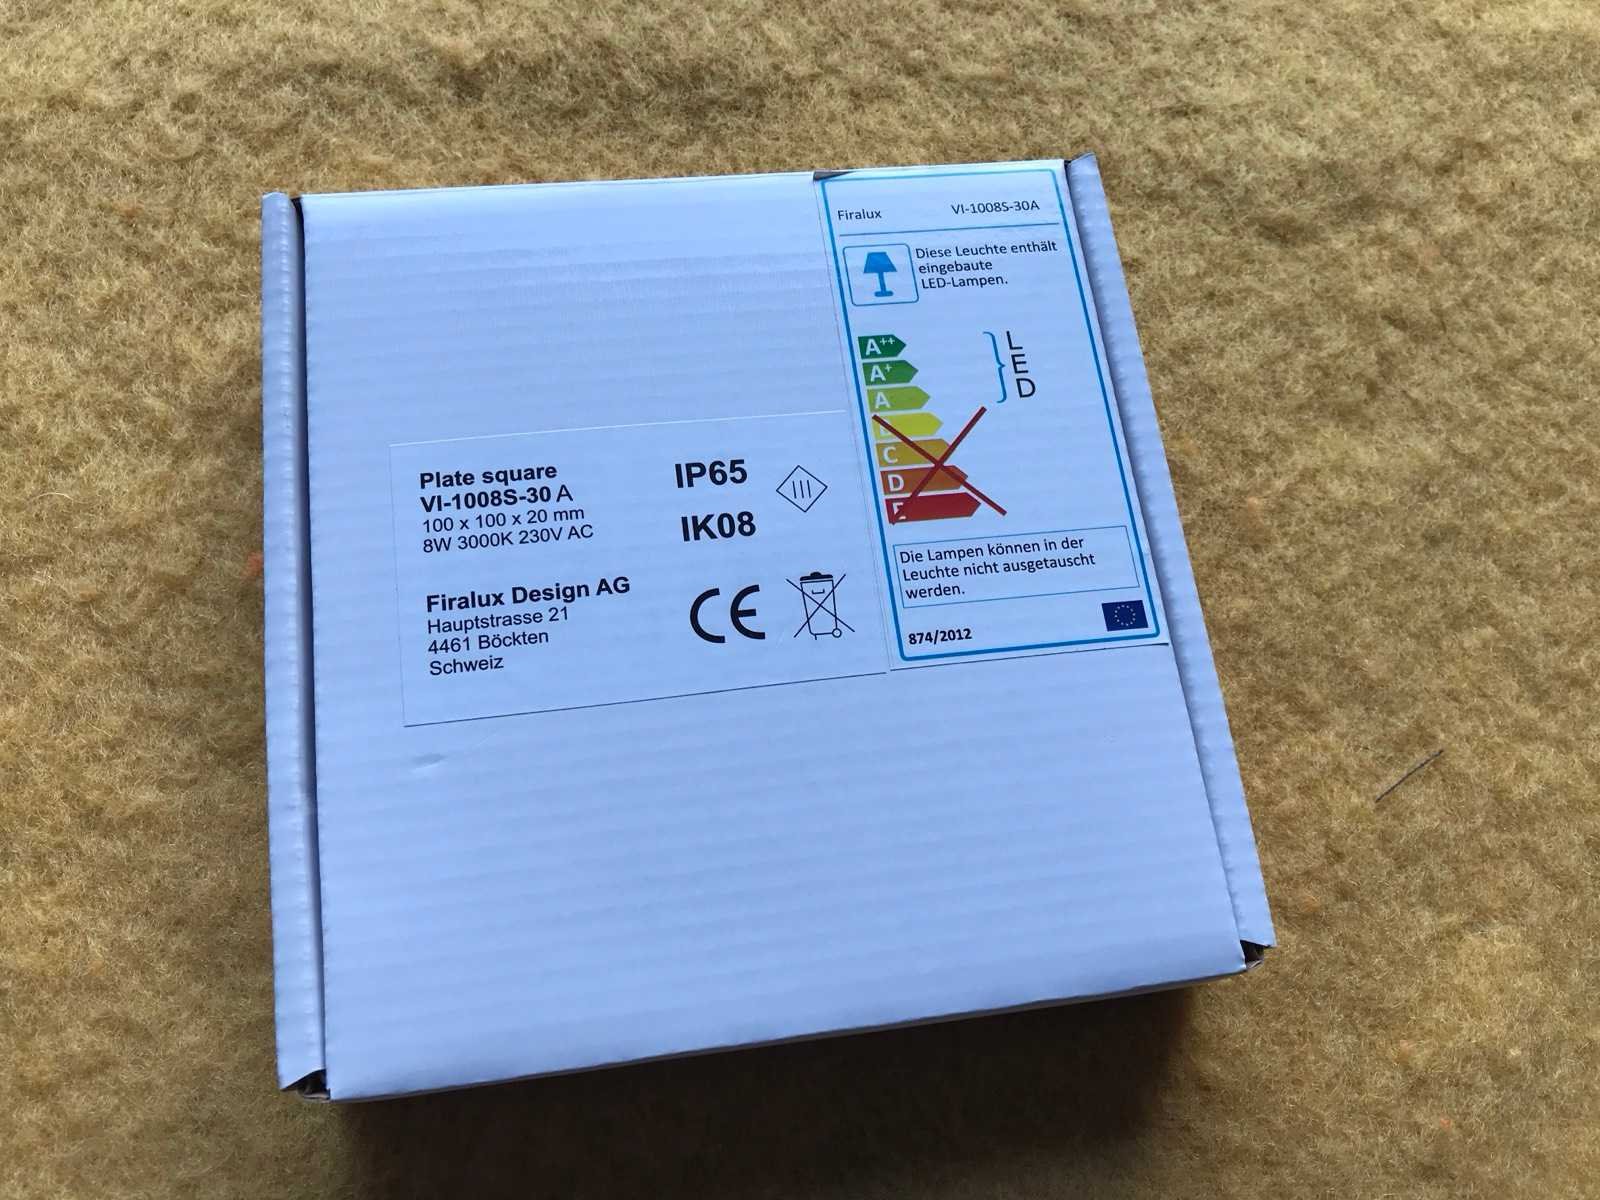 Plate square
VI-1008S-30 A
100 x 100 x 20 mm
8W 3000K 230V AC
IP65
IK08
III
Firalux Design AG
Hauptstrasse 21
4461 Böckten
Schweiz
CE
Firalux VI-1008S-30A
Diese Leuchte enthält
eingebaute
LED-Lampen.
A++
A+
A
C
D
E
LED
Die Lampen können in der
Leuchte nicht ausgetauscht
werden.
874/2012